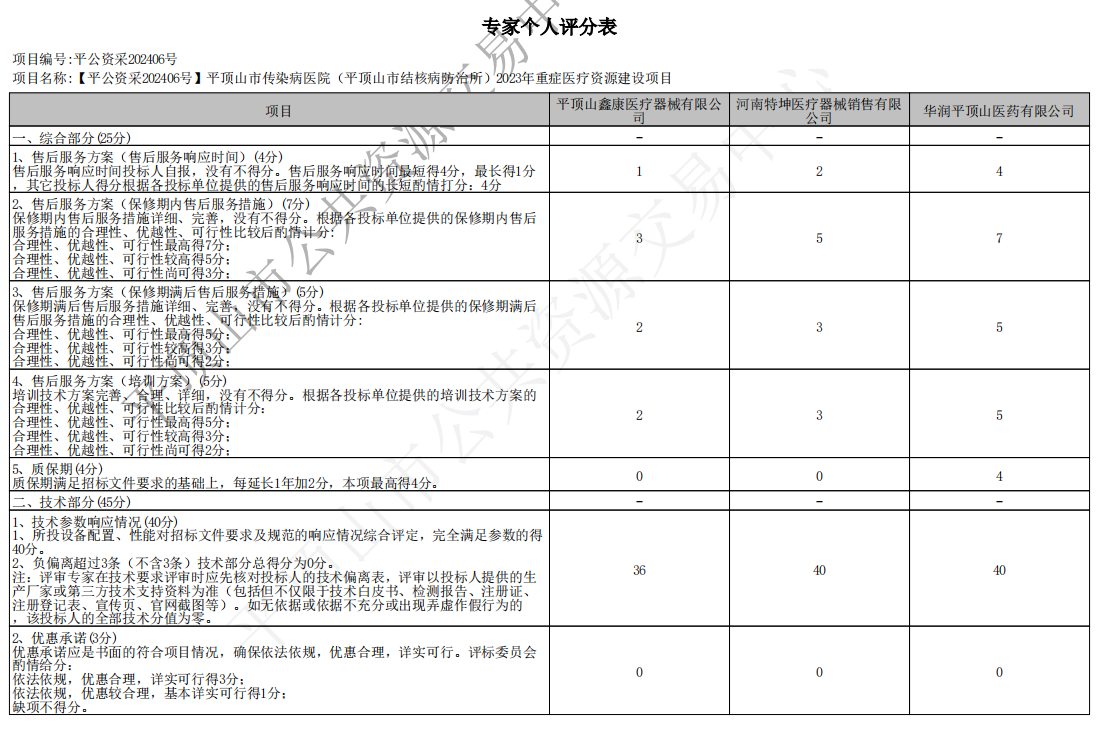 专家个人评分表
项目编号:平公资采202406号
项目名称:【平公资采202406号】平顶山市传染病医院（平顶山市结核病防治所）2023年重症医疗资源建设项目
项目
平顶山鑫康医疗器械有限公
司
河南特坤医疗器械销售有限
公司
华润平顶山医药有限公司
一、综合部分(25分)
－ － －
1、售后服务方案（售后服务响应时间）(4分)
售后服务响应时间投标人自报，没有不得分。售后服务响应时间最短得4分，最长得1分
，其它投标人得分根据各投标单位提供的售后服务响应时间的长短酌情打分: 4分
1 2 4
2、售后服务方案（保修期内售后服务措施）(7分)
保修期内售后服务措施详细、完善，没有不得分。根据各投标单位提供的保修期内售后
服务措施的合理性、优越性、可行性比较后酌情计分:
合理性、优越性、可行性最高得7分;
合理性、优越性、可行性较高得5分;
合理性、优越性、可行性尚可得3分;
3 5 7
3、售后服务方案（保修期满后售后服务措施）(5分)
保修期满后售后服务措施详细、完善，没有不得分。根据各投标单位提供的保修期满后
售后服务措施的合理性、优越性、可行性比较后酌情计分:
合理性、优越性、可行性最高得5分;
合理性、优越性、可行性较高得3分;
合理性、优越性、可行性尚可得2分;
2 3 5
4、售后服务方案（培训方案）(5分)
培训技术方案完善、合理、详细，没有不得分。根据各投标单位提供的培训技术方案的
合理性、优越性、可行性比较后酌情计分;
合理性、优越性、可行性最高得5分;
合理性、优越性、可行性较高得3分;
合理性、优越性、可行性尚可得2分;
2 3 5
5、质保期(4分)
质保期满足招标文件要求的基础上，每延长1年加2分，本项最高得4分。
0 0 4
二、技术部分(45分)
－ － －
1、技术参数响应情况(40分)
1、所投设备配置、性能对招标文件要求及规范的响应情况综合评定，完全满足参数的得
40分。
2、负偏离超过3条（不含3条）技术部分总得分为0分。
注: 评审专家在技术要求评审时应先核对投标人的技术偏离表，评审以投标人提供的生
产厂家或第三方技术支持资料为准（包括但不仅限于技术白皮书、检测报告、注册证、
注册登记表、宣传页、官网截图等）。如无依据或依据不充分或出现弄虚作假行为的
，该投标人的全部技术分值为零。
36 40 40
2、优惠承诺(3分)
优惠承诺应是书面的符合项目情况，确保依法依规，优惠合理，详实可行。评标委员会
酌情给分:
依法依规，优惠合理，详实可行得3分;
依法依规，优惠较合理，基本详实可行得1分;
缺项不得分。
0 0 0
平顶山市公共资源交易中心
平顶山市公共资源交易中心